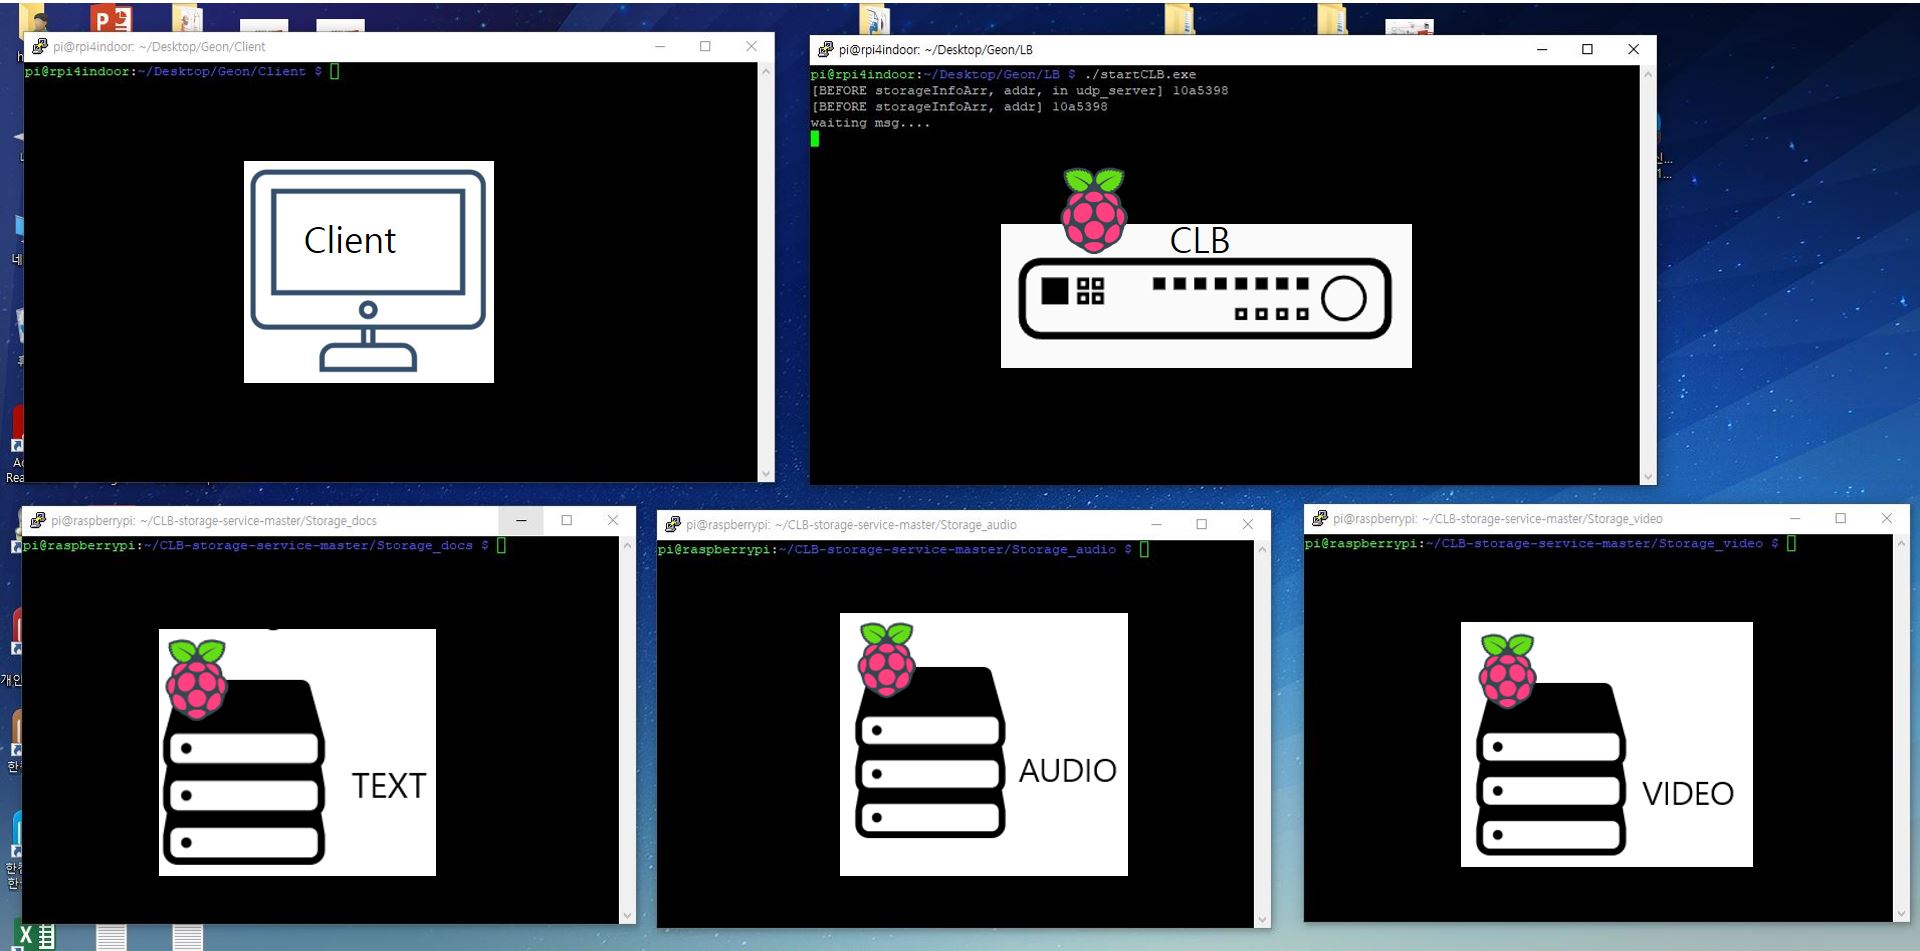 pi@rpi4indoor: ~/Desktop/Geon/Client
pi@rpi4indoor:~/Desktop/Geon/Client $
Client
pi@rpi4indoor: ~/Desktop/Geon/LB
pi@rpi4indoor:~/Desktop/Geon/LB $ ./startCLB.exe
[BEFORE storageInfoArr, addr, in udp_server] 10a5398
[BEFORE storageInfoArr, addr] 10a5398
waiting msg....
CLB
pi@raspberrypi: ~/CLB-storage-service-master/Storage_docs
pi@raspberrypi:~/CLB-storage-service-master/Storage_docs $
TEXT
pi@raspberrypi: ~/CLB-storage-service-master/Storage_audio
pi@raspberrypi:~/CLB-storage-service-master/Storage_audio $
AUDIO
pi@raspberrypi: ~/CLB-storage-service-master/Storage_video
pi@raspberrypi:~/CLB-storage-service-master/Storage_video $
VIDEO
개인